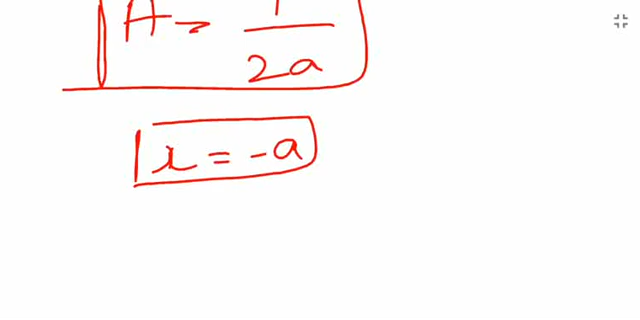 A = 1/2a
x = -a